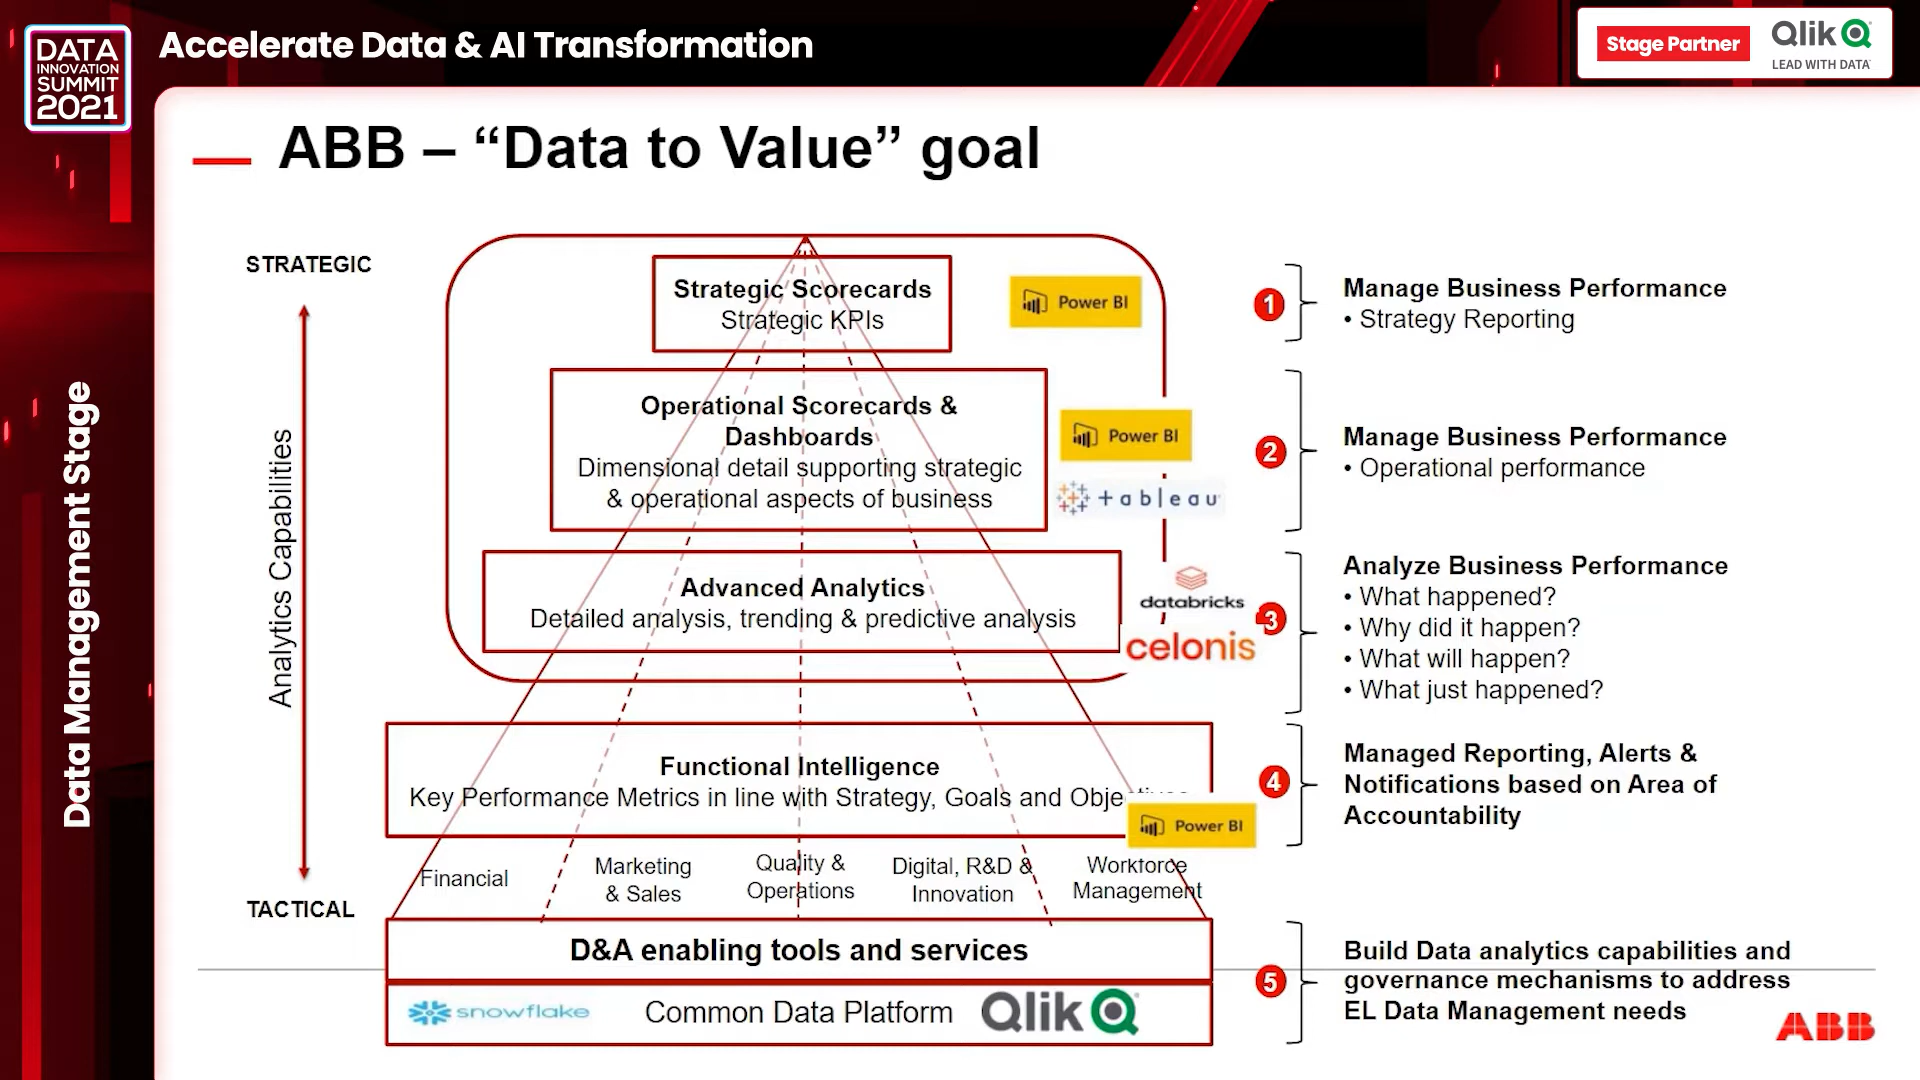 DATA
INNOVATION
SUMMIT
2021
Accelerate Data & AI Transformation
Stage Partner
Qlik
LEAD WITH DATA
Data Management Stage
ABB – “Data to Value” goal
STRATEGIC
Analytics Capabilities
TACTICAL
Strategic Scorecards
Strategic KPIs
Power BI
1
Manage Business Performance
• Strategy Reporting
Operational Scorecards &
Dashboards
Dimensional detail supporting strategic
& operational aspects of business
Power BI
+ableau
2
Manage Business Performance
• Operational performance
Advanced Analytics
Detailed analysis, trending & predictive analysis
databricks
celonis
3
Analyze Business Performance
• What happened?
• Why did it happen?
• What will happen?
• What just happened?
Functional Intelligence
Key Performance Metrics in line with Strategy, Goals and
Power BI
4
Managed Reporting, Alerts &
Notifications based on Area of
Accountability
Financial
Marketing
& Sales
Quality &
Operations
Digital, R&D &
Innovation
Workforce
Management
D&A enabling tools and services
snowflake
Common Data Platform
Qlik
5
Build Data analytics capabilities and
governance mechanisms to address
EL Data Management needs
ABB